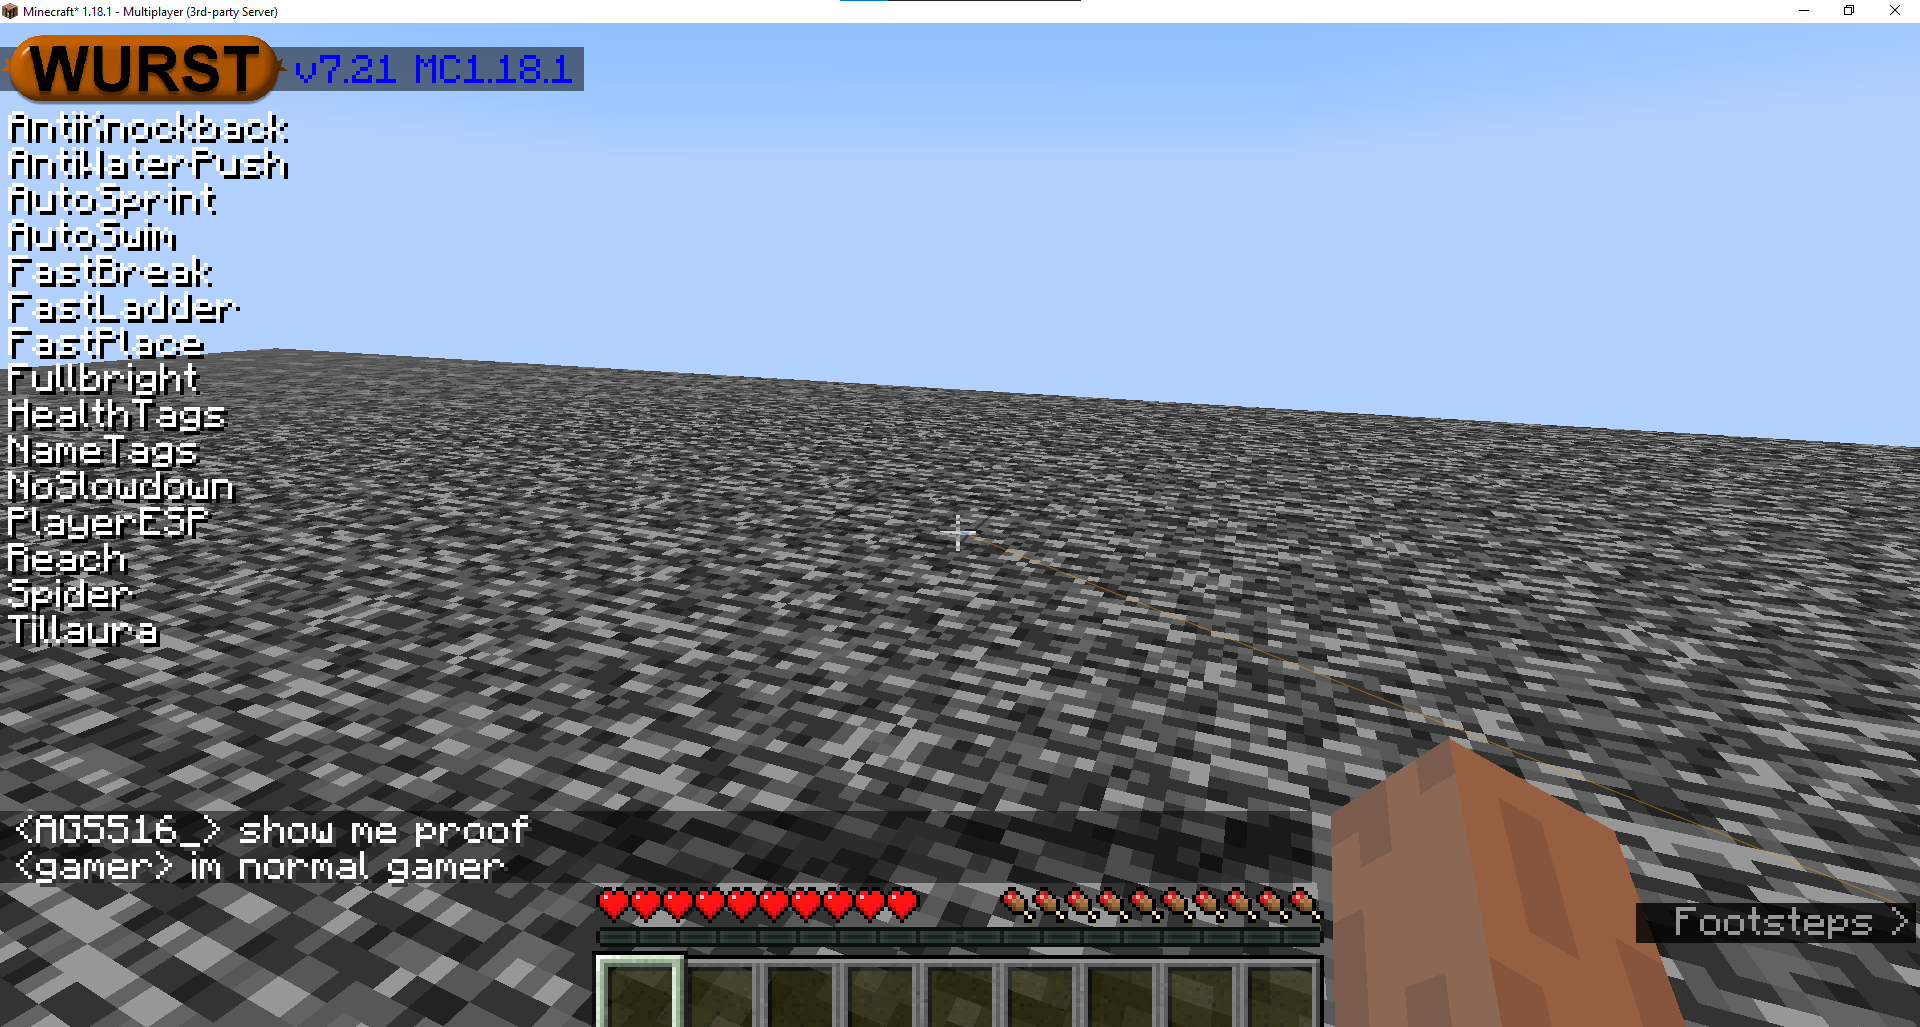 Minecraft* 1.18.1 - Multiplayer (3rd-party Server)
WURST v7.21 MC1.18.1
AntiKnockback
AntiWaterPush
AutoSprint
AutoSwim
FastBreak
FastLadder
FastPlace
Fullbright
HealthTags
NameTags
NoSlowdown
PlayerESP
Reach
Spider
Tillaura
<AG5516_> show me proof
<gamer> im normal gamer
Footsteps >